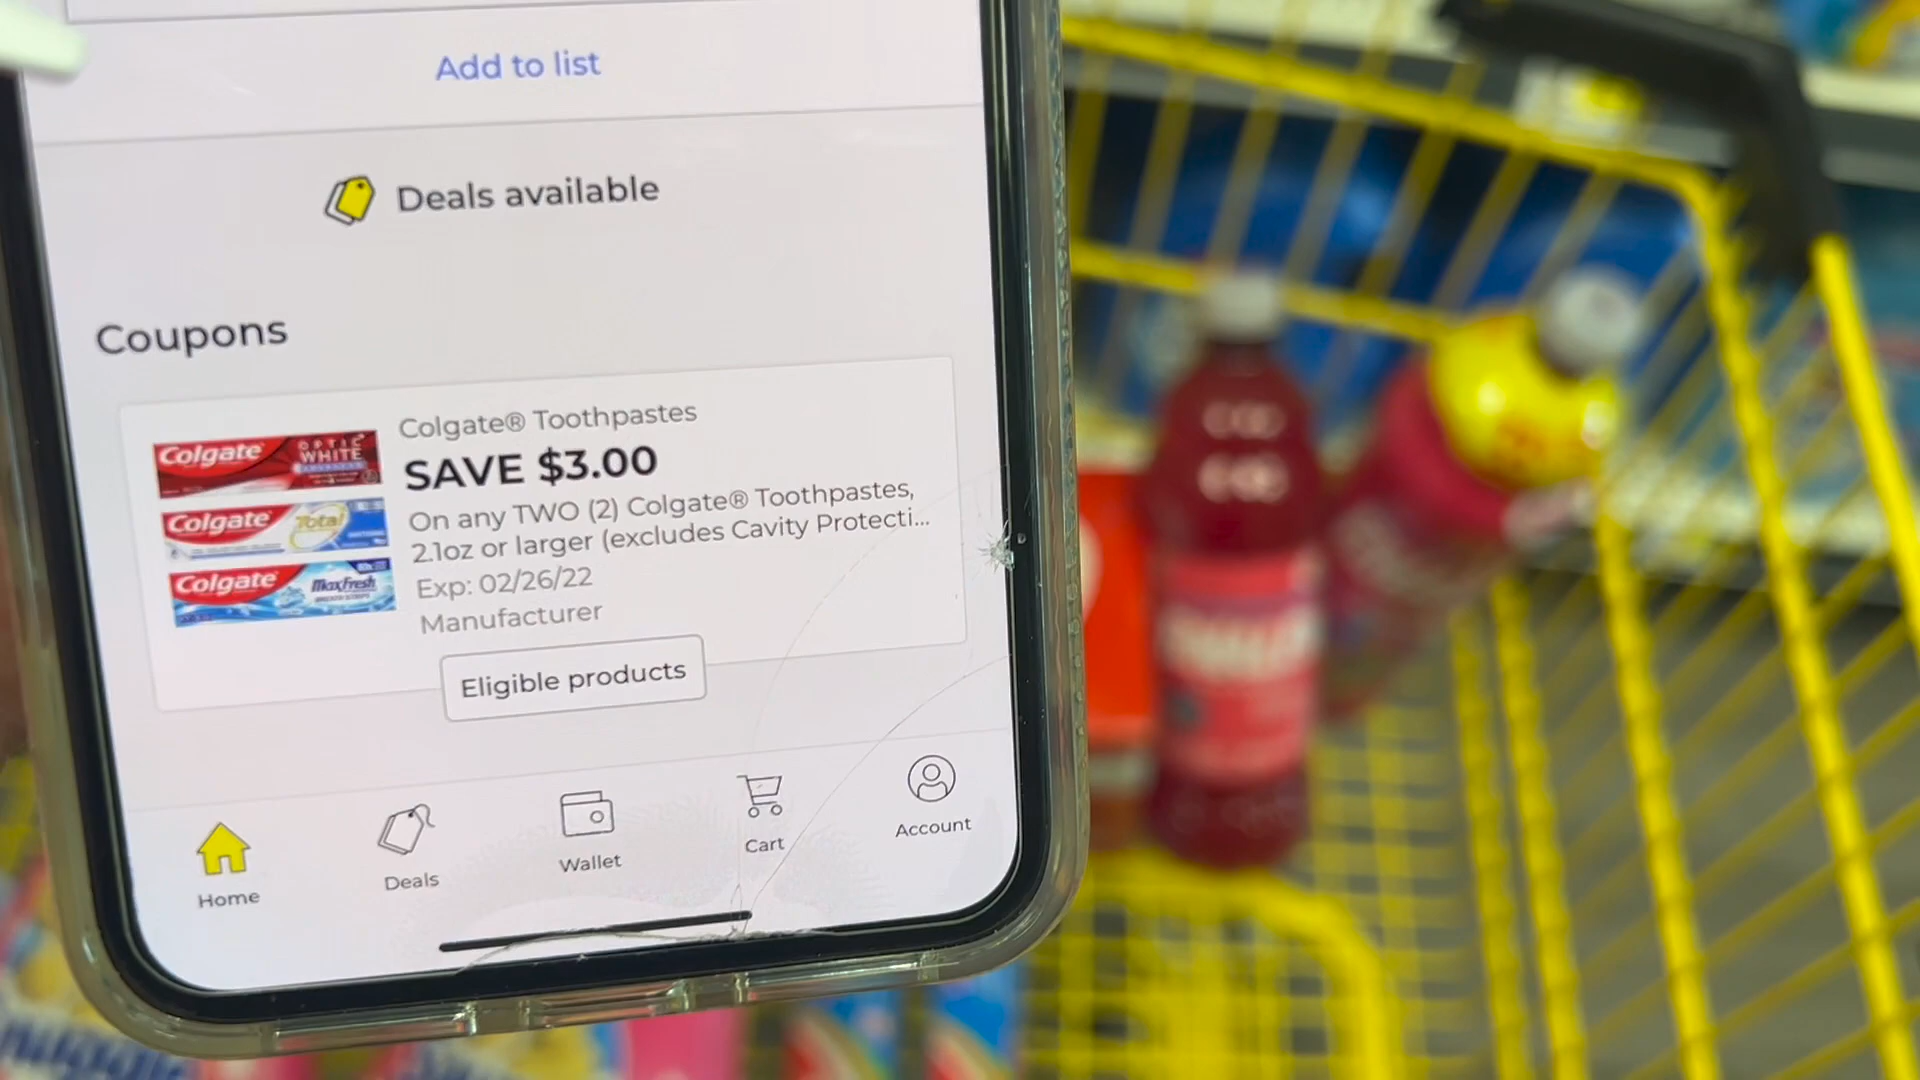 Add to list
Deals available
Coupons
Colgate® Toothpastes
SAVE $3.00
On any TWO (2) Colgate® Toothpastes,
2.1oz or larger (excludes Cavity Protecti...
Exp: 02/26/22
Manufacturer
Colgate OPTIC WHITE
Colgate Total
Colgate MaxFresh
Eligible products
Home
Deals
Wallet
Cart
Account